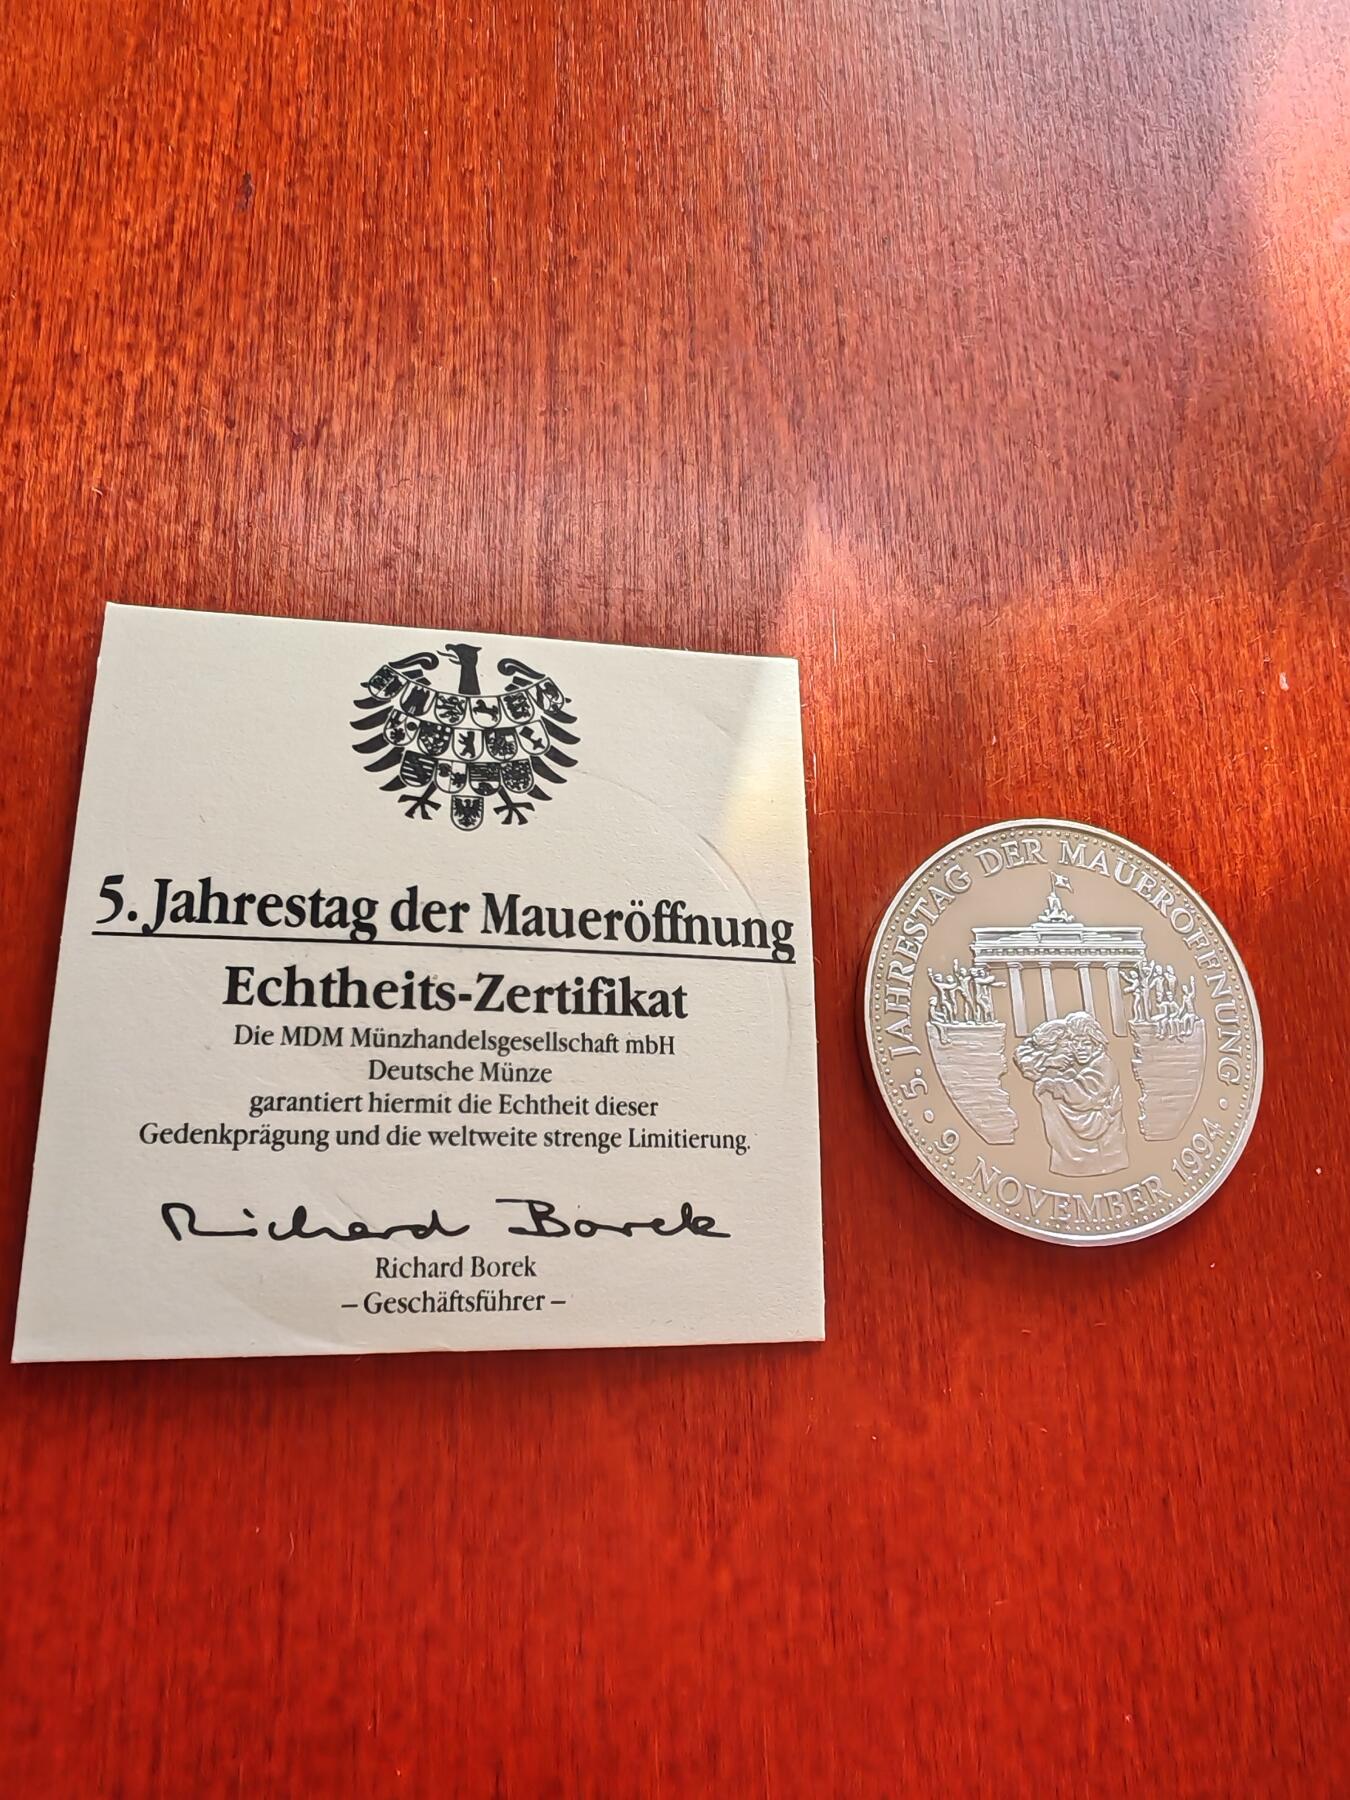 5. Jahrestag der Maueröffnung
Echtheits-Zertifikat
Die MDM Münzhandelsgesellschaft mbH
Deutsche Münze
garantiert hiermit die Echtheit dieser
Gedenkprägung und die weltweite strenge Limitierung.
Richard Borek
Richard Borek
– Geschäftsführer –
5. JAHRESTAG DER MAUERÖFFNUNG
• 9. NOVEMBER 1994 •